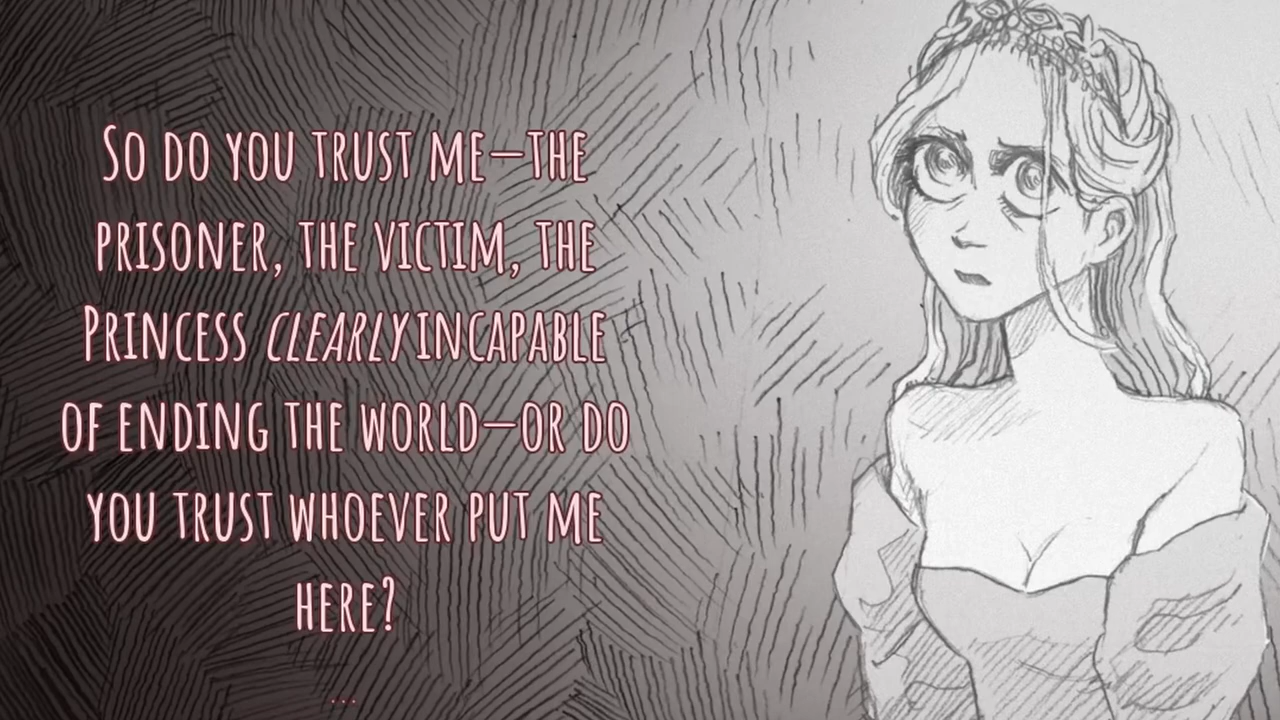 So do you trust me—the
prisoner, the victim, the
Princess clearly incapable
of ending the world—or do
you trust whoever put me
here?
...